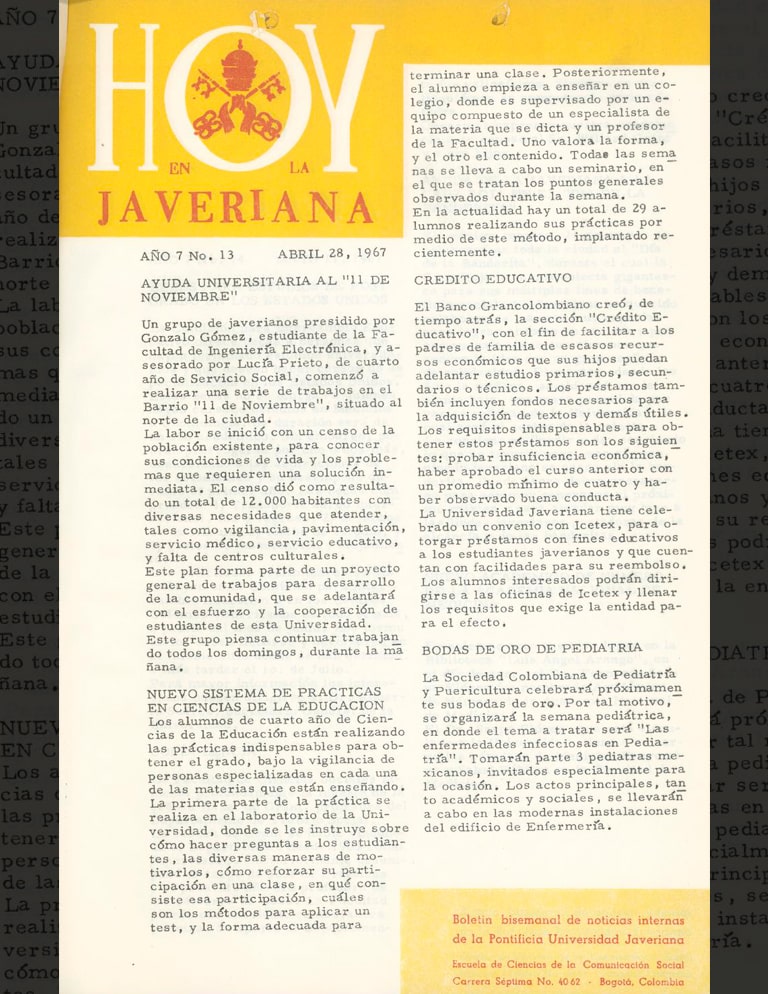 HOY
EN LA
JAVERIANA
AÑO 7 No. 13 ABRIL 28, 1967
AYUDA UNIVERSITARIA AL "11 DE
NOVIEMBRE"
Un grupo de javerianos presidido por
Gonzalo Gómez, estudiante de la Fa-
cultad de Ingeniería Electrónica, y a-
sesorado por Lucía Prieto, de cuarto
año de Servicio Social, comenzó a
realizar una serie de trabajos en el
Barrio "11 de Noviembre", situado al
norte de la ciudad.
La labor se inició con un censo de la
población existente, para conocer
sus condiciones de vida y los proble-
mas que requieren una solución in-
mediata. El censo dió como resulta-
do un total de 12.000 habitantes con
diversas necesidades que atender,
tales como vigilancia, pavimentación,
servicio médico, servicio educativo,
y falta de centros culturales.
Este plan forma parte de un proyecto
general de trabajos para desarrollo
de la comunidad, que se adelantará
con el esfuerzo y la cooperación de
estudiantes de esta Universidad.
Este grupo piensa continuar trabajan
do todos los domingos, durante la ma
ñana.
NUEVO SISTEMA DE PRACTICAS
EN CIENCIAS DE LA EDUCACION
Los alumnos de cuarto año de Cien-
cias de la Educación están realizando
las prácticas indispensables para ob-
tener el grado, bajo la vigilancia de
personas especializadas en cada una
de las materias que están enseñando.
La primera parte de la práctica se
realiza en el laboratorio de la Uni-
versidad, donde se les instruye sobre
cómo hacer preguntas a los estudian-
tes, las diversas maneras de mo-
tivarlos, cómo reforzar su parti-
cipación en una clase, en qué con-
siste esa participación, cuáles
son los métodos para aplicar un
test, y la forma adecuada para
terminar una clase. Posteriormente,
el alumno empieza a enseñar en un co-
legio, donde es supervisado por un e-
quipo compuesto de un especialista de
la materia que se dicta y un profesor
de la Facultad. Uno valora la forma,
y el otro el contenido. Todas las sema
nas se lleva a cabo un seminario, en
el que se tratan los puntos generales
observados durante la semana.
En la actualidad hay un total de 29 a-
lumnos realizando sus prácticas por
medio de este método, implantado re-
cientemente.
CREDITO EDUCATIVO
El Banco Grancolombiano creó, de
tiempo atrás, la sección "Crédito E-
ducativo", con el fin de facilitar a los
padres de familia de escasos recur-
sos económicos que sus hijos puedan
adelantar estudios primarios, secun-
darios o técnicos. Los préstamos tam-
bién incluyen fondos necesarios para
la adquisición de textos y demás útiles.
Los requisitos indispensables para ob-
tener estos préstamos son los siguien
tes: probar insuficiencia económica,
haber aprobado el curso anterior con
un promedio mínimo de cuatro y ha-
ber observado buena conducta.
La Universidad Javeriana tiene cele-
brado un convenio con Icetex, para o-
torgar préstamos con fines educativos
a los estudiantes javerianos y que cuen-
tan con facilidades para su reembolso.
Los alumnos interesados podrán diri-
girse a las oficinas de Icetex y llenar
los requisitos que exige la entidad pa-
ra el efecto.
BODAS DE ORO DE PEDIATRIA
La Sociedad Colombiana de Pediatría
y Puericultura celebrará próximamen
te sus bodas de oro. Por tal motivo,
se organizará la semana pediátrica,
en donde el tema a tratar será "Las
enfermedades infecciosas en Pedia-
tría". Tomarán parte 3 pediatras me-
xicanos, invitados especialmente para
la ocasión. Los actos principales, tan
to académicos y sociales, se llevarán
a cabo en las modernas instalaciones
del edificio de Enfermería.
Boletín bisemanal de noticias internas
de la Pontificia Universidad Javeriana
Escuela de Ciencias de la Comunicación Social
Carrera Séptima No. 40-62 - Bogotá, Colombia